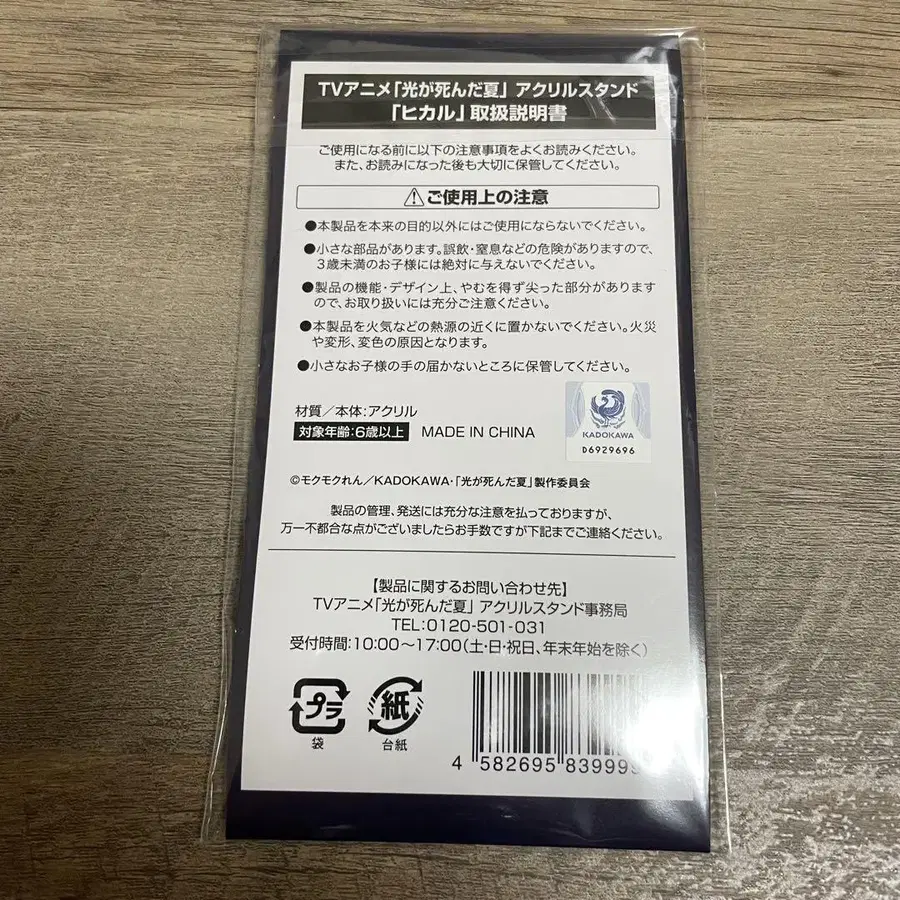 TVアニメ「光が死んだ夏」アクリルスタンド
「ヒカル」取扱説明書
ご使用になる前に以下の注意事項をよくお読みください。
また、お読みになった後も大切に保管してください。
⚠ご使用上の注意
●本製品を本来の目的以外にはご使用にならないでください。
●小さな部品があります。誤飲・窒息などの危険がありますので、
3歳未満のお子様には絶対に与えないでください。
●製品の機能・デザイン上、やむを得ず尖った部分があります
ので、お取り扱いには充分ご注意ください。
●本製品を火気などの熱源の近くに置かないでください。火災
や変形、変色の原因となります。
●小さなお子様の手の届かないところに保管してください。
材質/本体:アクリル
対象年齢:6歳以上 MADE IN CHINA
KADOKAWA
D6929696
©モクモクれん/KADOKAWA・「光が死んだ夏」製作委員会
製品の管理、発送には充分な注意を払っておりますが、
万一不都合な点がございましたらお手数ですが下記までご連絡ください。
【製品に関するお問い合わせ先】
TVアニメ「光が死んだ夏」アクリルスタンド事務局
TEL:0120-501-031
受付時間:10:00〜17:00(土・日・祝日、年末年始を除く)
プラ 紙
袋 台紙
4 582695 83999